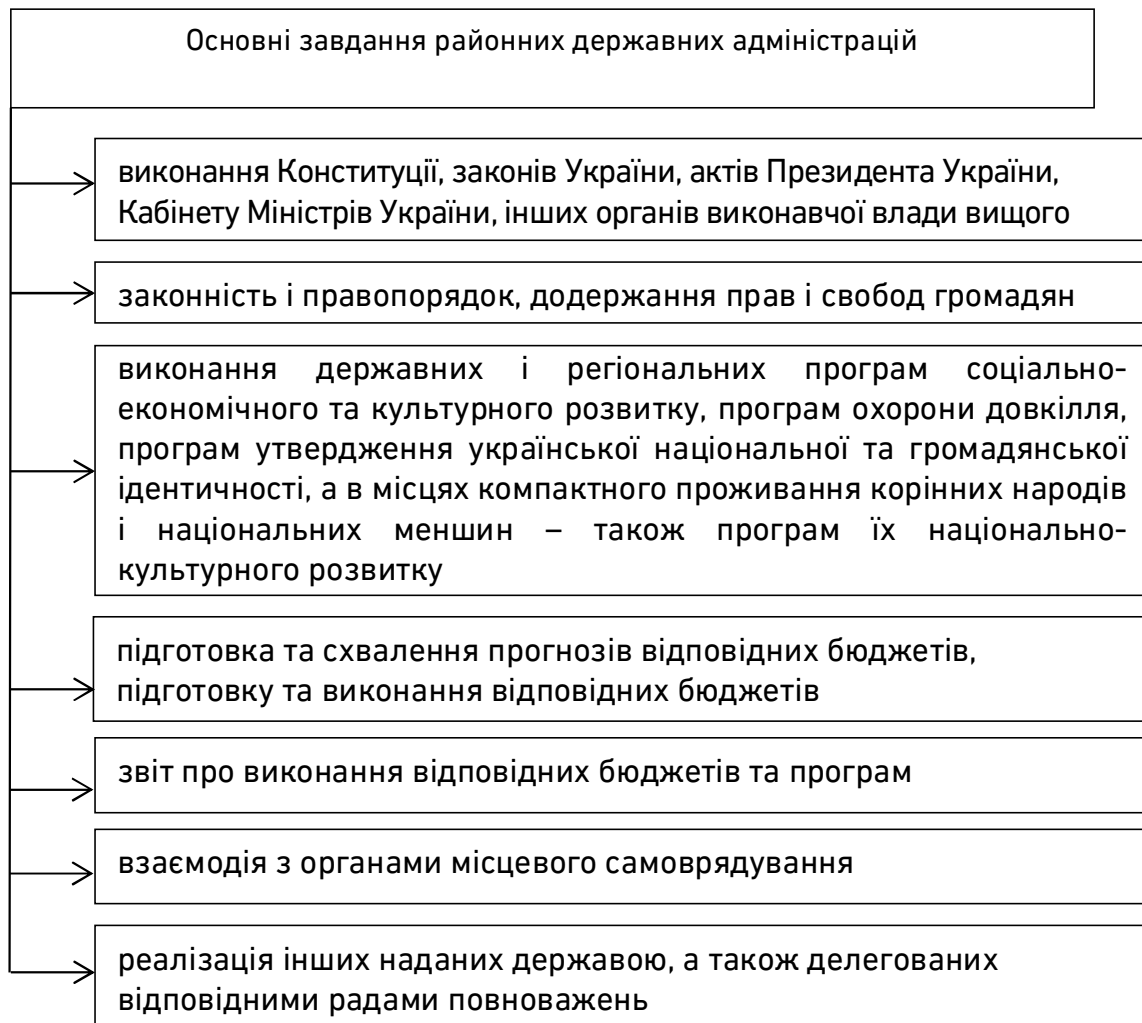 Основні завдання районних державних адміністрацій
виконання Конституції, законів України, актів Президента України,
Кабінету Міністрів України, інших органів виконавчої влади вищого
законність і правопорядок, додержання прав і свобод громадян
виконання державних і регіональних програм соціально-
економічного та культурного розвитку, програм охорони довкілля,
програм утвердження української національної та громадянської
ідентичності, а в місцях компактного проживання корінних народів
і національних меншин – також програм їх національно-
культурного розвитку
підготовка та схвалення прогнозів відповідних бюджетів,
підготовку та виконання відповідних бюджетів
звіт про виконання відповідних бюджетів та програм
взаємодія з органами місцевого самоврядування
реалізація інших наданих державою, а також делегованих
відповідними радами повноважень